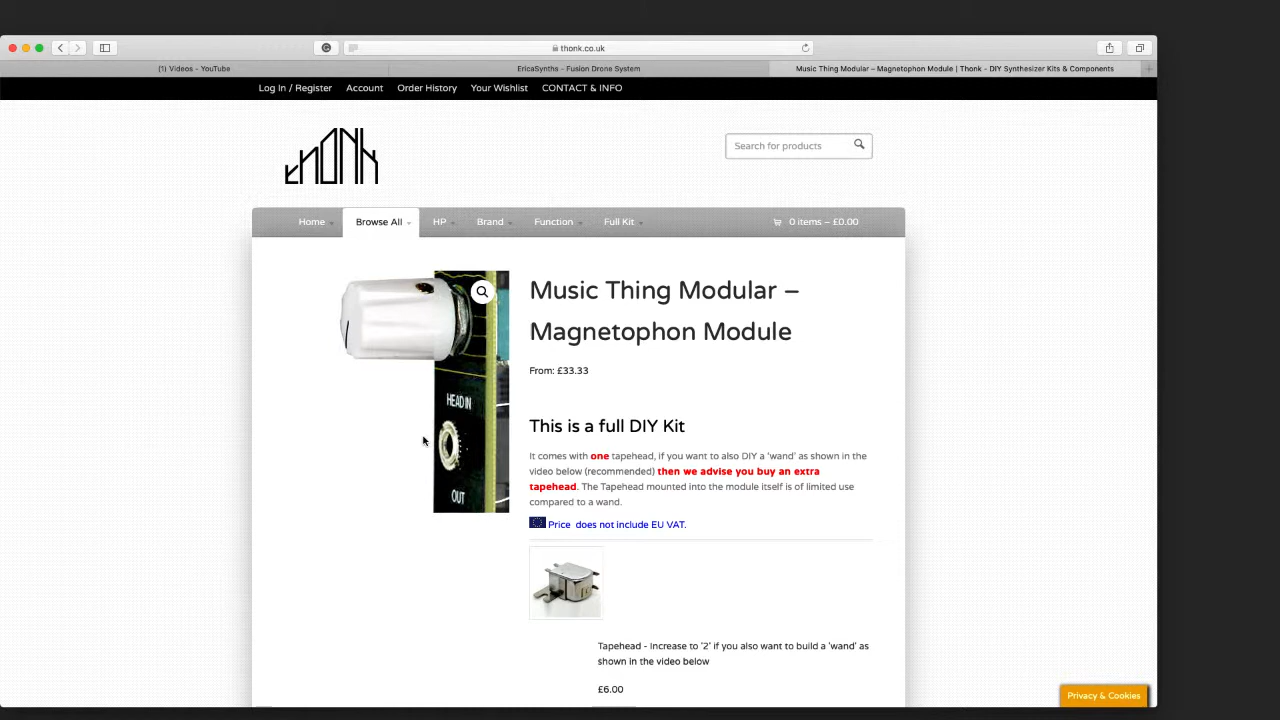 thonk.co.uk
(1) Videos - YouTube
EricaSynths - Fusion Drone System
Music Thing Modular – Magnetophon Module | Thonk - DIY Synthesizer Kits & Components
Log In / Register
Account
Order History
Your Wishlist
CONTACT & INFO
THONK
Search for products
Home
Browse All
HP
Brand
Function
Full Kit
0 items – £0.00
HEAD IN
OUT
Music Thing Modular –
Magnetophon Module
From: £33.33
This is a full DIY Kit
It comes with one tapehead, if you want to also DIY a 'wand' as shown in the
video below (recommended) then we advise you buy an extra
tapehead. The Tapehead mounted into the module itself is of limited use
compared to a wand.
Price does not include EU VAT.
Tapehead - Increase to '2' if you also want to build a 'wand' as
shown in the video below
£6.00
Privacy & Cookies